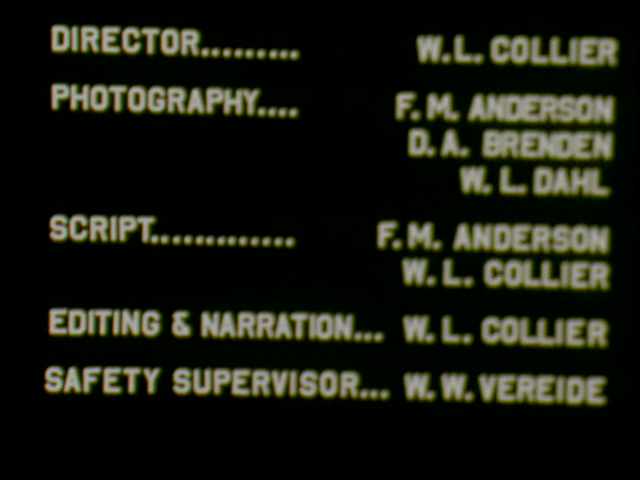 DIRECTOR......... W.L. COLLIER
PHOTOGRAPHY.... F.M. ANDERSON
D.A. BRENDEN
W.L. DAHL
SCRIPT............. F.M. ANDERSON
W.L. COLLIER
EDITING & NARRATION... W.L. COLLIER
SAFETY SUPERVISOR... W.W. VEREIDE